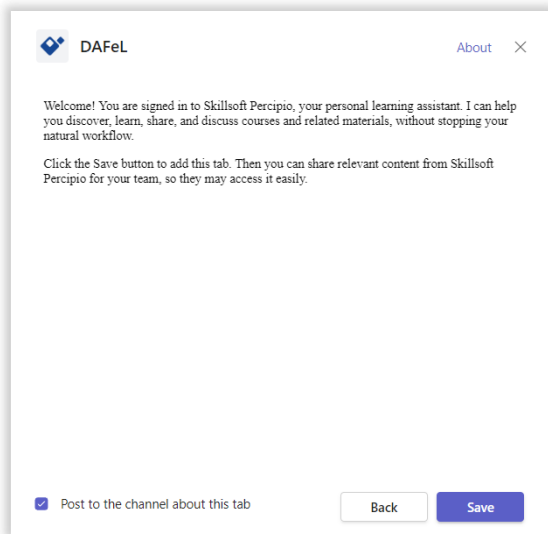 DAFeL
About
Welcome! You are signed in to Skillsoft Percipio, your personal learning assistant. I can help
you discover, learn, share, and discuss courses and related materials, without stopping your
natural workflow.
Click the Save button to add this tab. Then you can share relevant content from Skillsoft
Percipio for your team, so they may access it easily.
Post to the channel about this tab
Back
Save